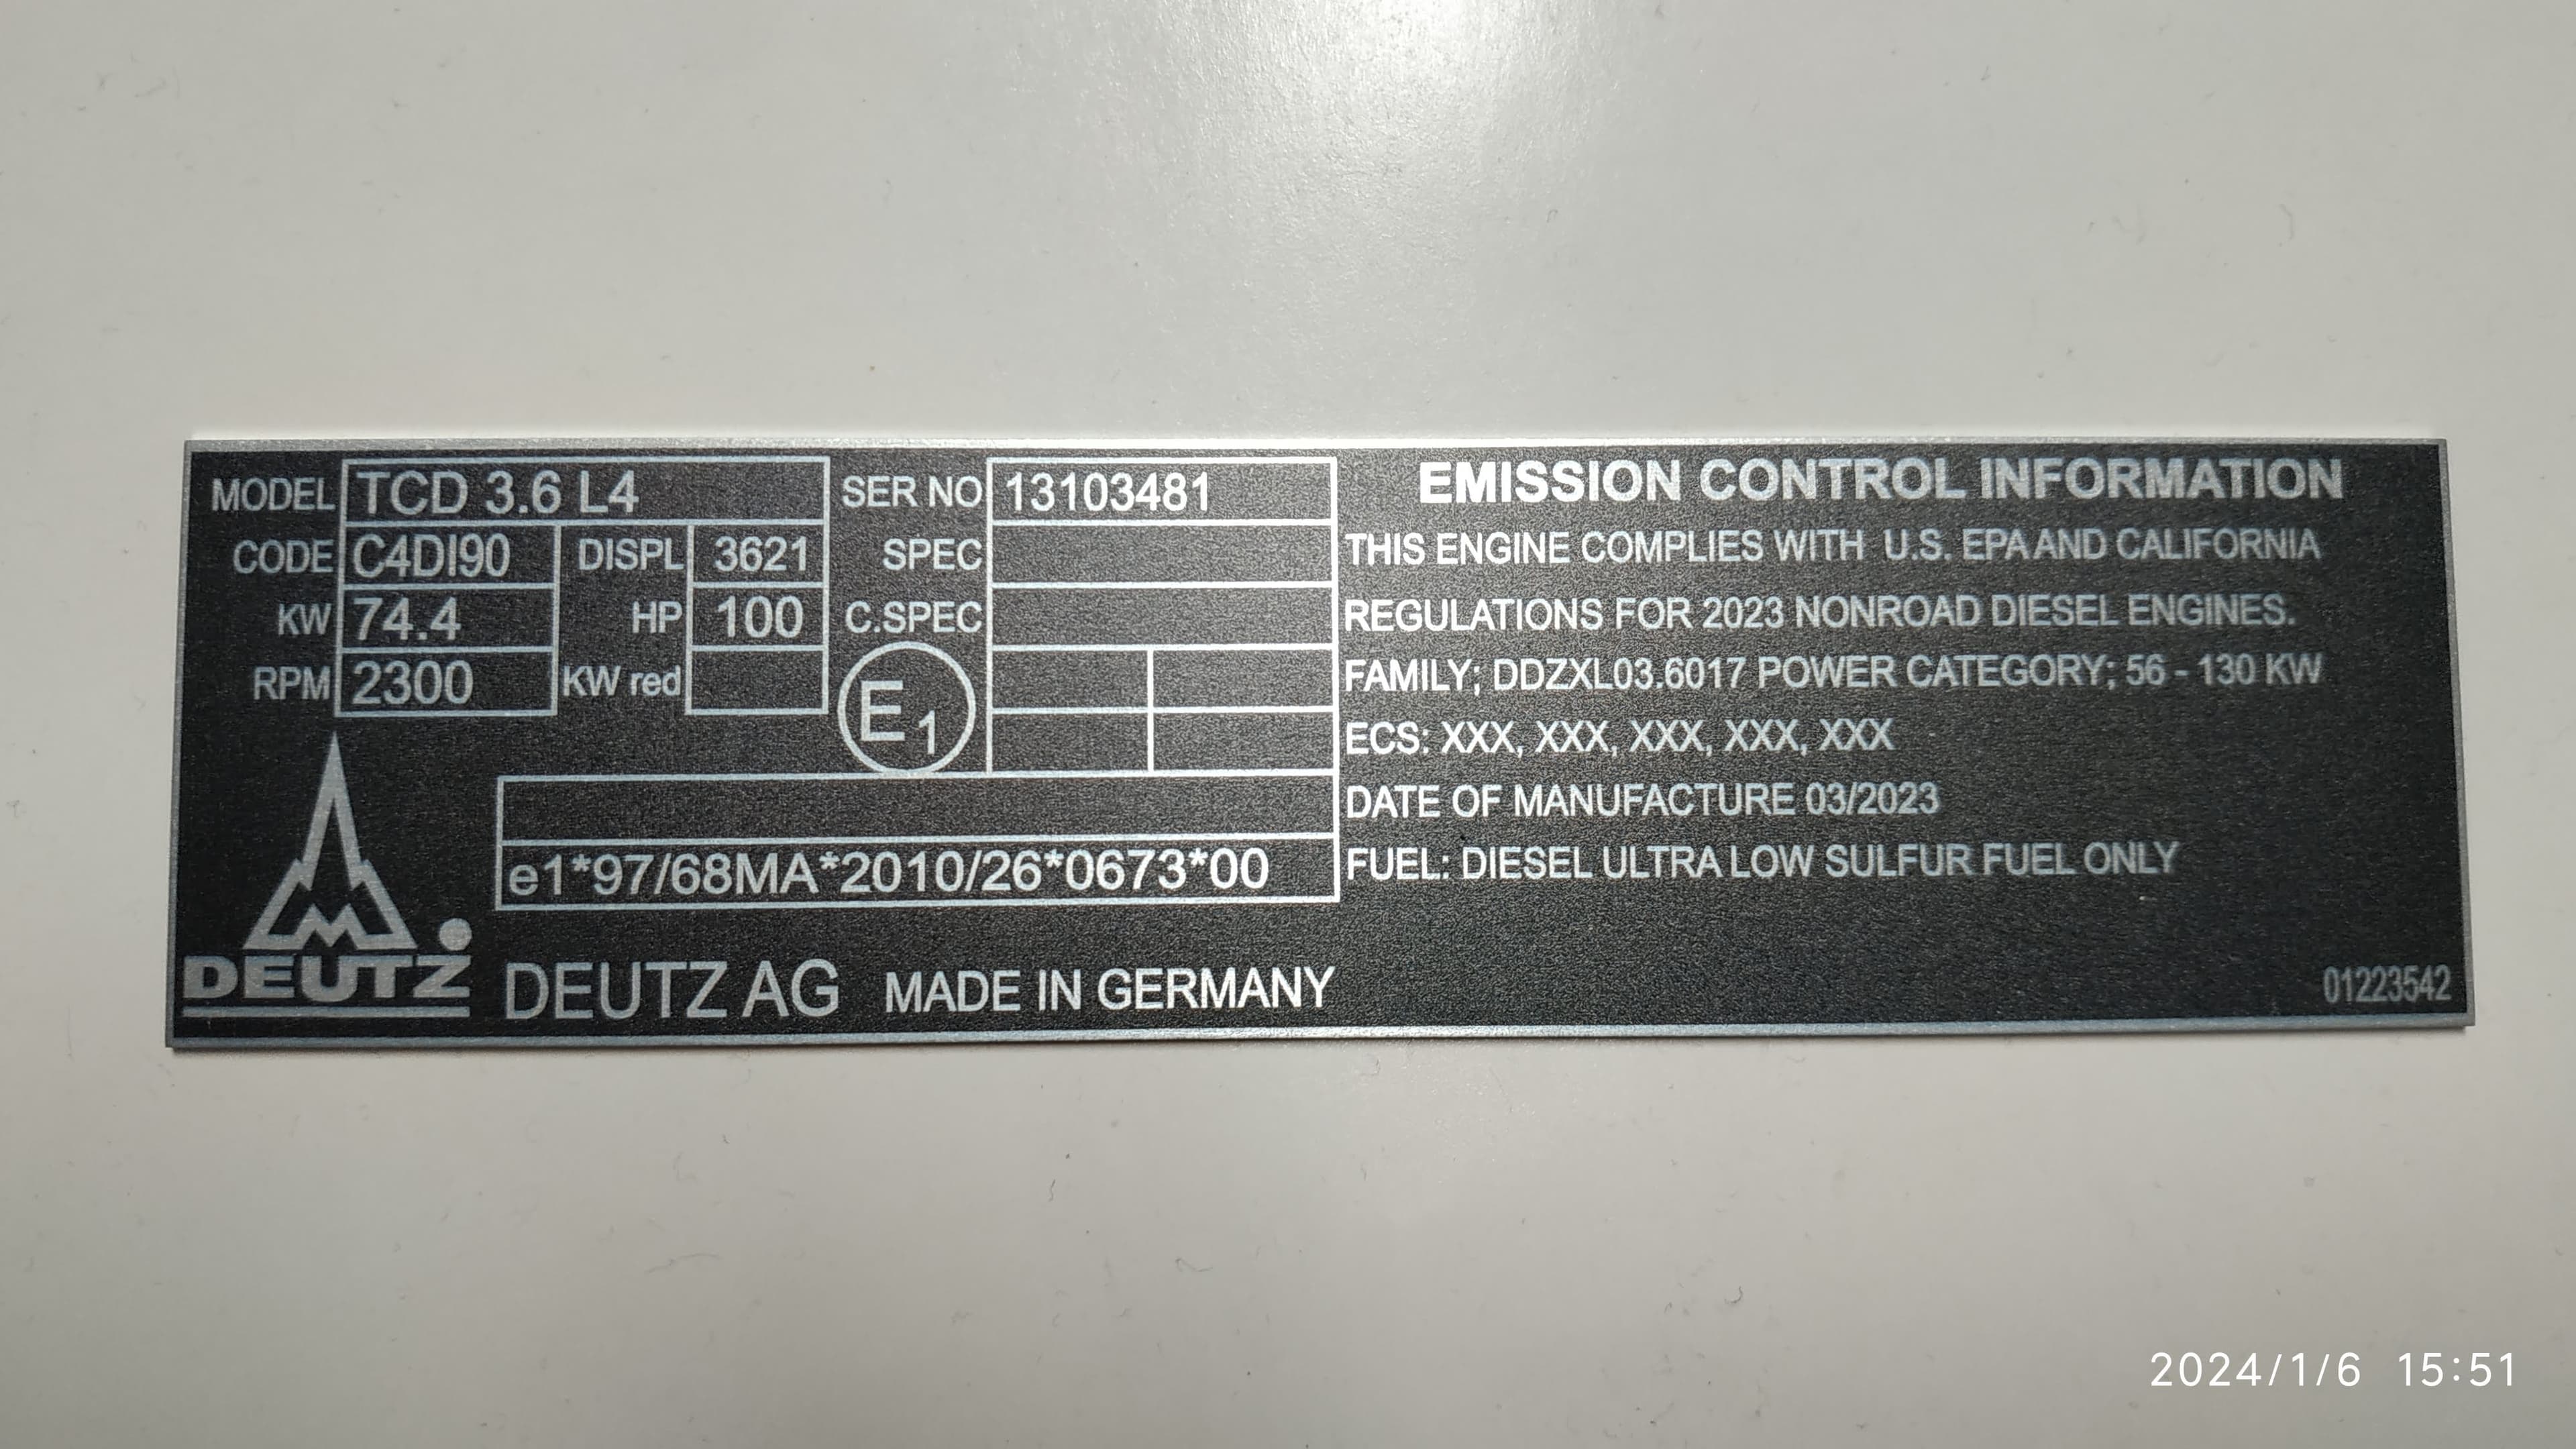 MODEL TCD 3.6 L4
CODE C4DI90 DISPL 3621
KW 74.4 HP 100
RPM 2300 KW red
SER NO 13103481
SPEC
C.SPEC
E1
e1*97/68MA*2010/26*0673*00
DEUTZ
DEUTZ AG MADE IN GERMANY
EMISSION CONTROL INFORMATION
THIS ENGINE COMPLIES WITH U.S. EPA AND CALIFORNIA
REGULATIONS FOR 2023 NONROAD DIESEL ENGINES.
FAMILY; DDZXL03.6017 POWER CATEGORY; 56 - 130 KW
ECS: XXX, XXX, XXX, XXX, XXX
DATE OF MANUFACTURE 03/2023
FUEL: DIESEL ULTRA LOW SULFUR FUEL ONLY
01223542
2024/1/6 15:51